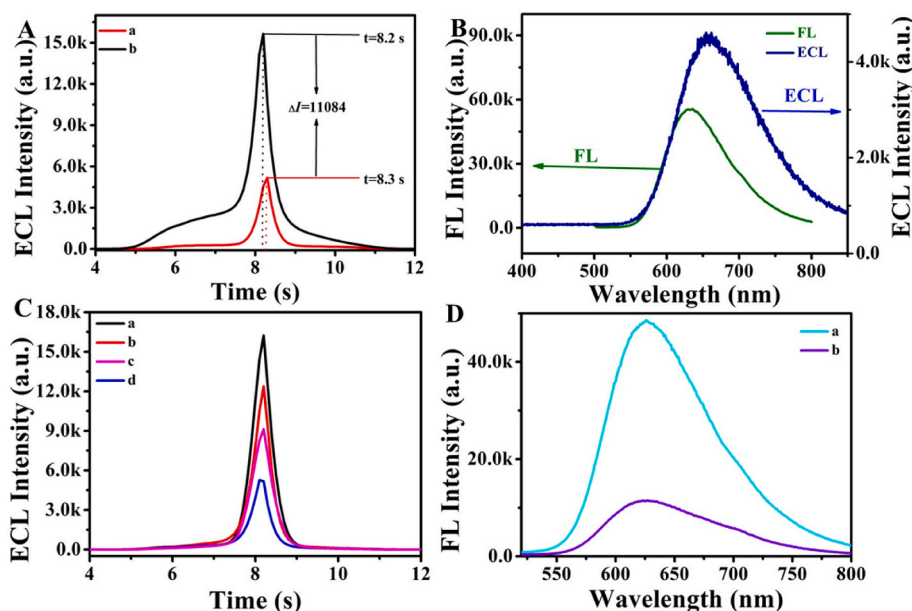 A
a
b
t=8.2 s
ΔI=11084
t=8.3 s
15.0k
12.0k
9.0k
6.0k
3.0k
0.0
4 6 8 10 12
ECL Intensity (a.u.)
Time (s)
B
FL
ECL
ECL
FL
90.0k
60.0k
30.0k
0.0
4.0k
2.0k
0.0
400 500 600 700 800
FL Intensity (a.u.)
ECL Intensity (a.u.)
Wavelength (nm)
C
a
b
c
d
18.0k
15.0k
12.0k
9.0k
6.0k
3.0k
0.0
4 6 8 10 12
ECL Intensity (a.u.)
Time (s)
D
a
b
40.0k
20.0k
0.0
550 600 650 700 750 800
FL Intensity (a.u.)
Wavelength (nm)